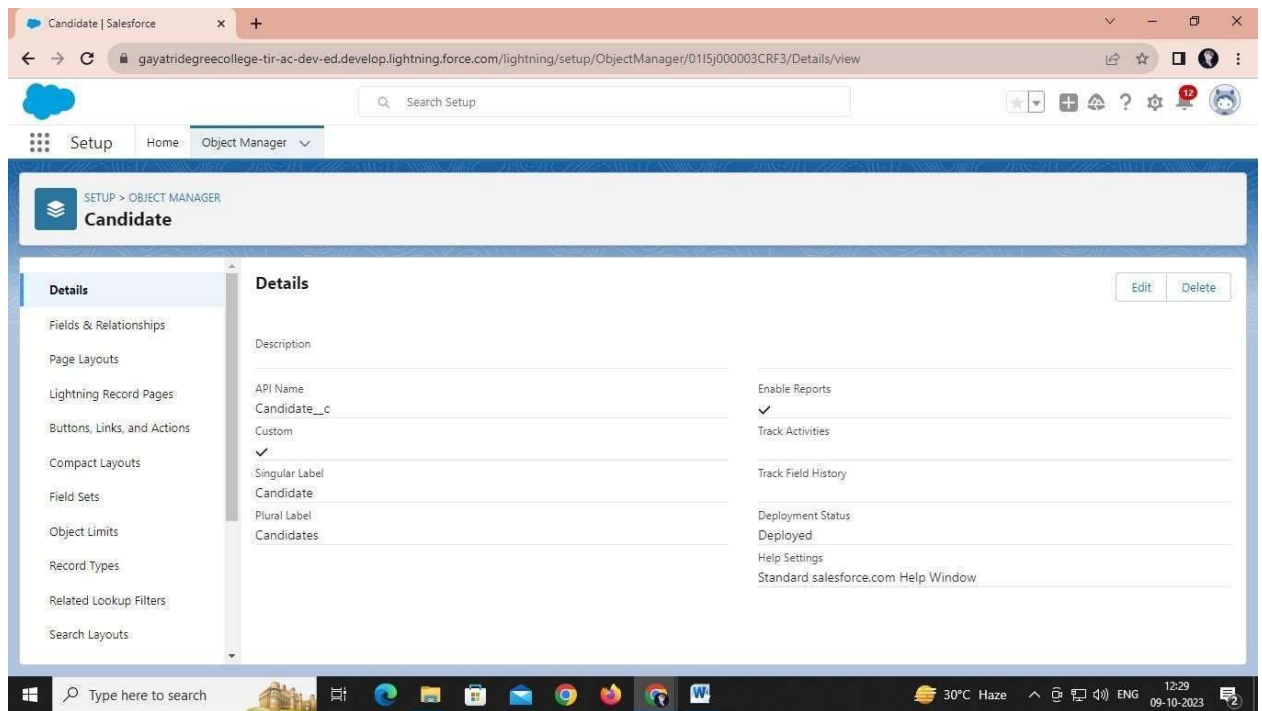 Candidate | Salesforce
gayatridegreecollege-tir-ac-dev-ed.develop.lightning.force.com/lightning/setup/ObjectManager/01I5j000003CRF3/Details/view
Search Setup
12
Setup Home Object Manager
SETUP > OBJECT MANAGER
Candidate
Details
Fields & Relationships
Page Layouts
Lightning Record Pages
Buttons, Links, and Actions
Compact Layouts
Field Sets
Object Limits
Record Types
Related Lookup Filters
Search Layouts
Details
Edit Delete
Description
API Name
Candidate__c
Custom
Singular Label
Candidate
Plural Label
Candidates
Enable Reports
Track Activities
Track Field History
Deployment Status
Deployed
Help Settings
Standard salesforce.com Help Window
Type here to search
30°C Haze
ENG
12:29
09-10-2023
2